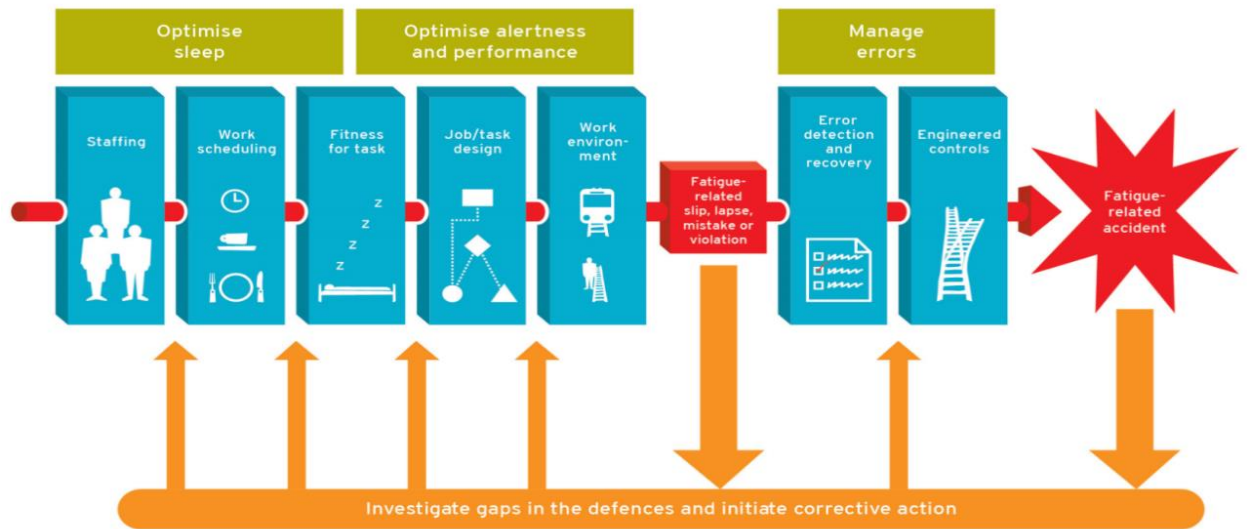 Optimise
sleep
Optimise alertness
and performance
Manage
errors
Staffing
Work
scheduling
Fitness
for task
Job/task
design
Work
environ-
ment
Fatigue-
related
slip, lapse,
mistake or
violation
Error
detection
and
recovery
Engineered
controls
Fatigue-
related
accident
z
z
z
z
Investigate gaps in the defences and initiate corrective action